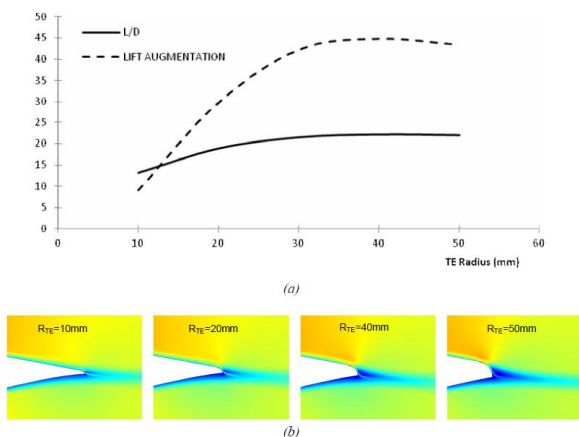 50
45
40
35
30
25
20
15
10
5
0
L/D
LIFT AUGMENTATION
0 10 20 30 40 50 60
TE Radius (mm)
(a)
R_TE=10mm R_TE=20mm R_TE=40mm R_TE=50mm
(b)